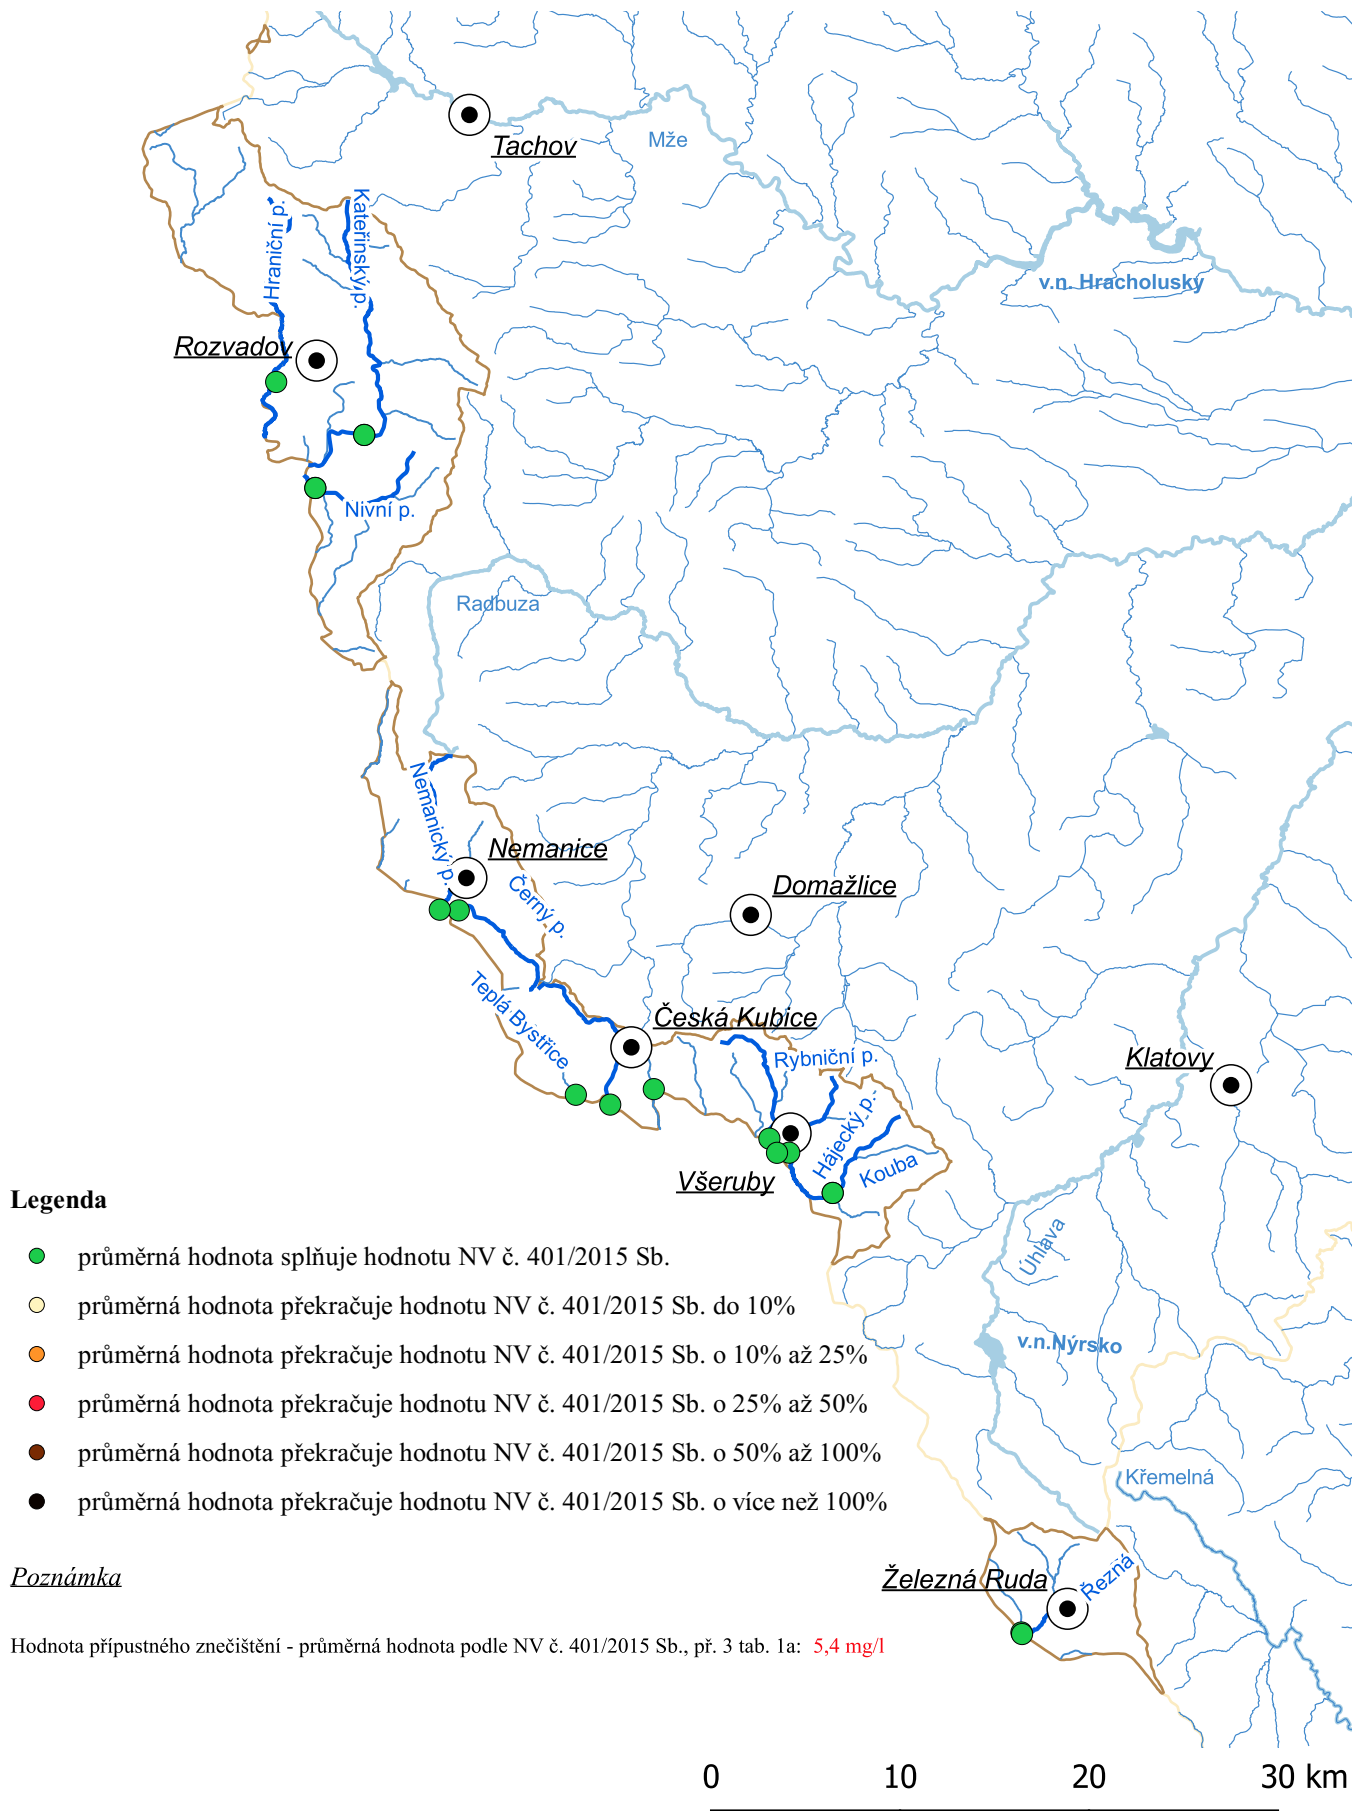 Tachov
Mže
Hraniční p.
Kateřinský p.
v.n. Hracholusky
Rozvadov
Nivní p.
Radbuza
Nemanický p.
Nemanice
Černý p.
Domažlice
Teplá Bystřice
Česká Kubice
Rybniční p.
Klatovy
Hájecký p.
Kouba
Všeruby
Úhlava
v.n.Nýrsko
Legenda
průměrná hodnota splňuje hodnotu NV č. 401/2015 Sb.
průměrná hodnota překračuje hodnotu NV č. 401/2015 Sb. do 10%
průměrná hodnota překračuje hodnotu NV č. 401/2015 Sb. o 10% až 25%
průměrná hodnota překračuje hodnotu NV č. 401/2015 Sb. o 25% až 50%
průměrná hodnota překračuje hodnotu NV č. 401/2015 Sb. o 50% až 100%
průměrná hodnota překračuje hodnotu NV č. 401/2015 Sb. o více než 100%
Křemelná
Poznámka
Železná Ruda
Řezná
Hodnota přípustného znečištění - průměrná hodnota podle NV č. 401/2015 Sb., př. 3 tab. 1a: 5,4 mg/l
0 10 20 30 km